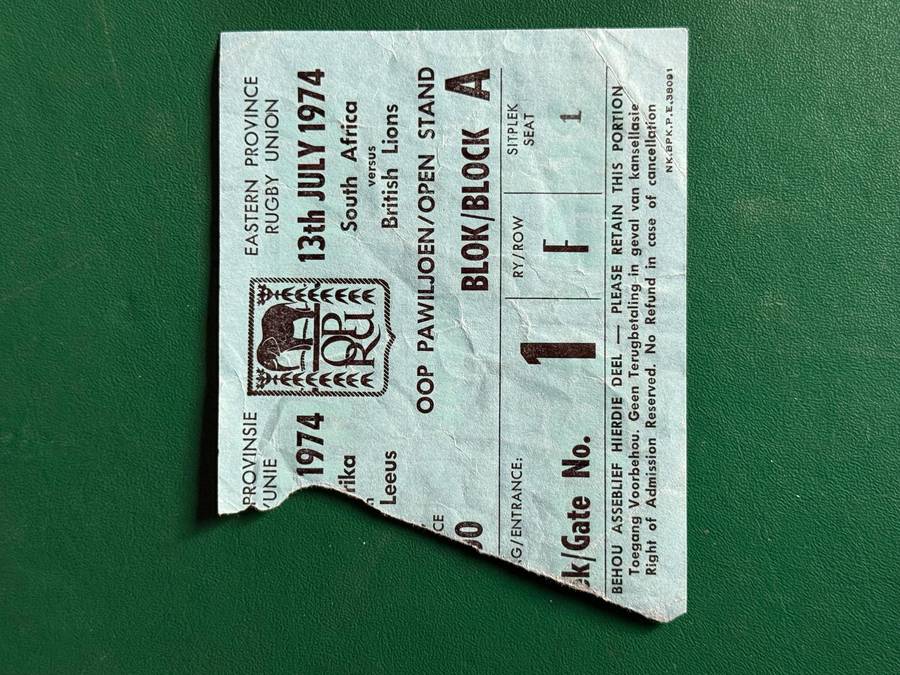 PROVINSIE
UNIE
1974
rika
Leeus
OPRU
EASTERN PROVINCE
RUGBY UNION
13th JULY 1974
South Africa
versus
British Lions
OOP PAWILJOEN/OPEN STAND
CE
00
BLOK/BLOCK A
G/ENTRANCE:
k/Gate No. 1
RY/ROW
F
SITPLEK
SEAT
1
BEHOU ASSEBLIEF HIERDIE DEEL — PLEASE RETAIN THIS PORTION
Toegang Voorbehou. Geen Terugbetaling in geval van kansellasie
Right of Admission Reserved. No Refund in case of cancellation
NK.BPK.P.E.38091